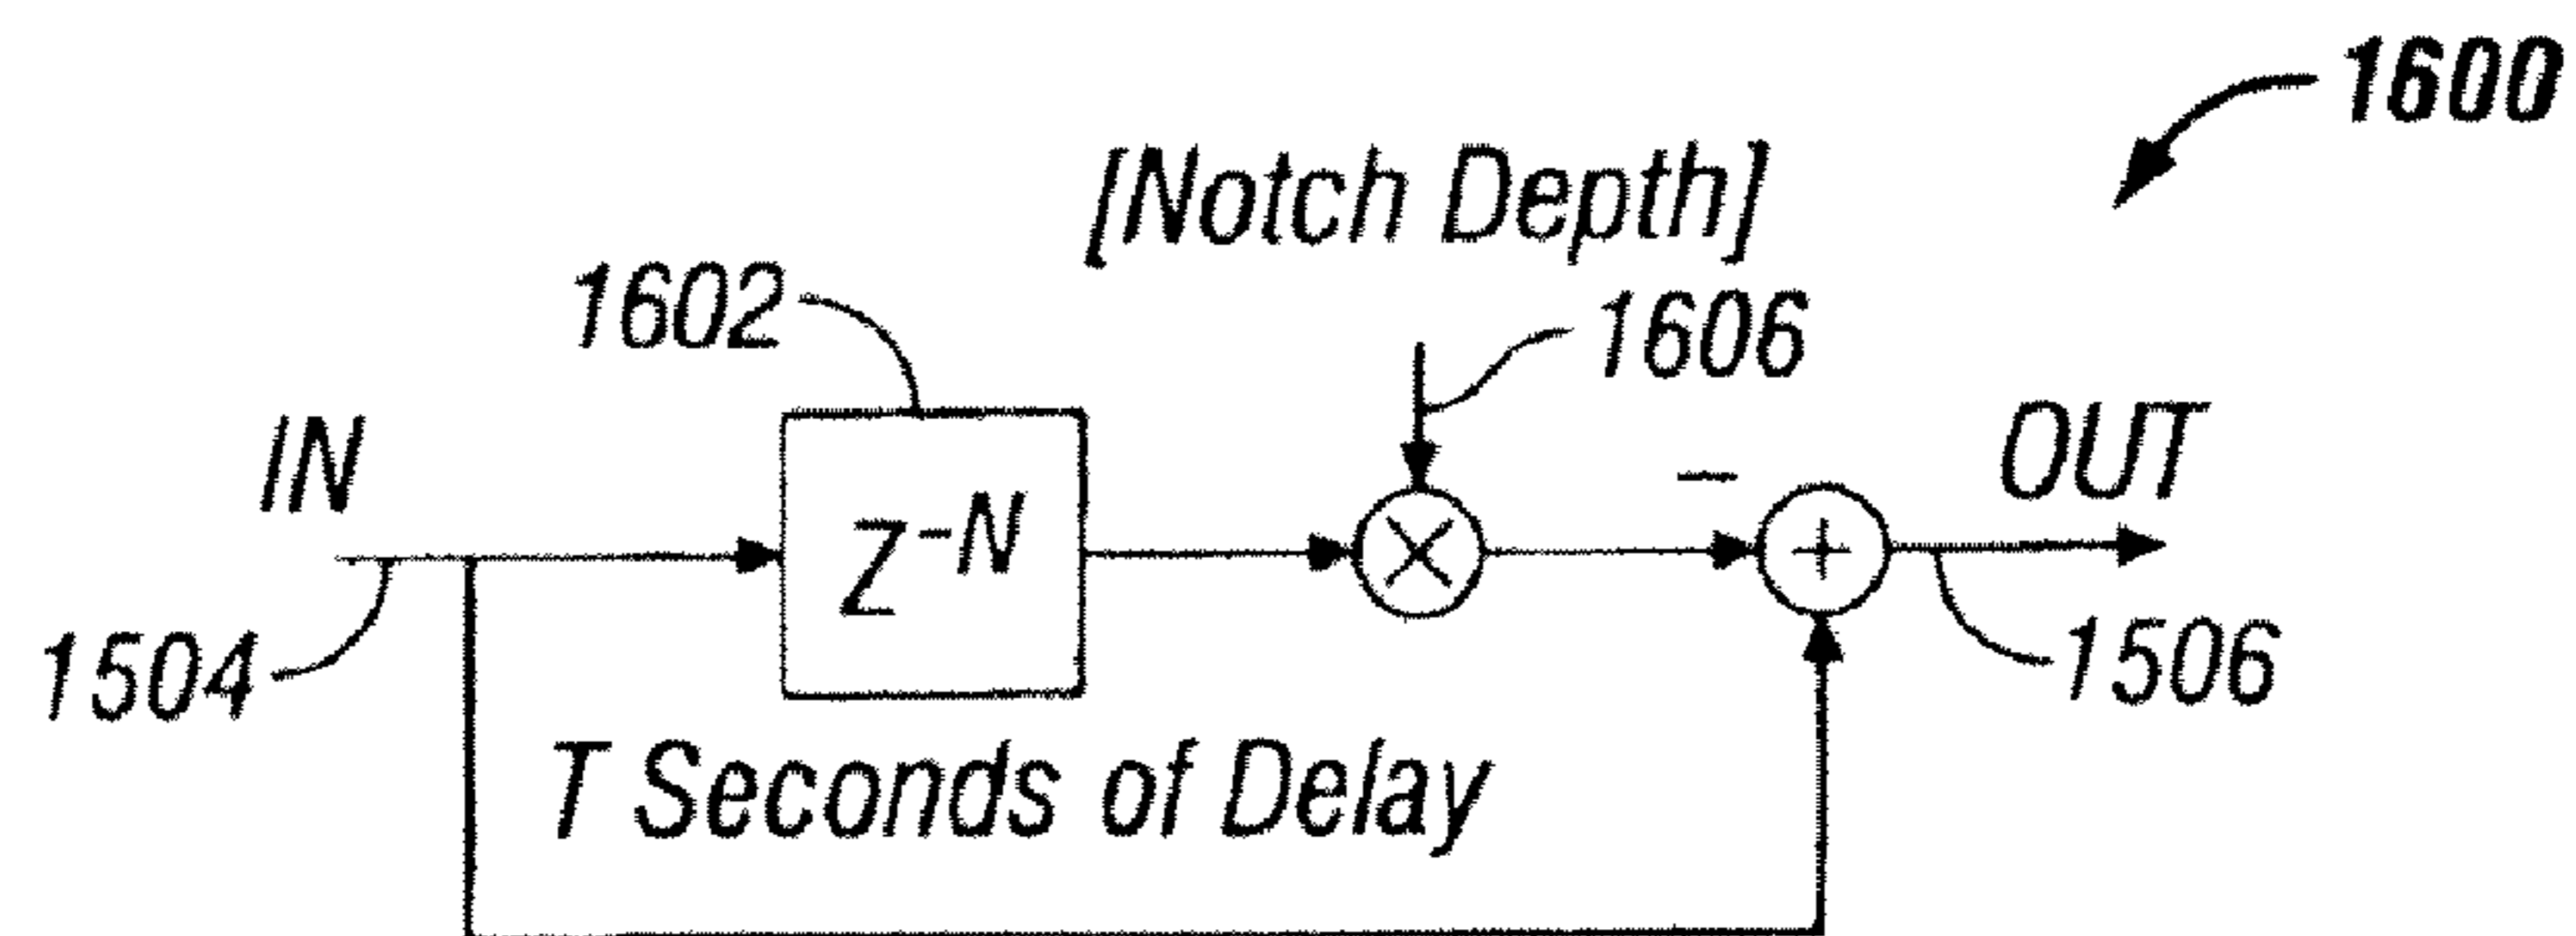 1600
[Notch Depth]
1602
1606
IN
OUT
Z^-N
×
−
+
1504
1506
T Seconds of Delay